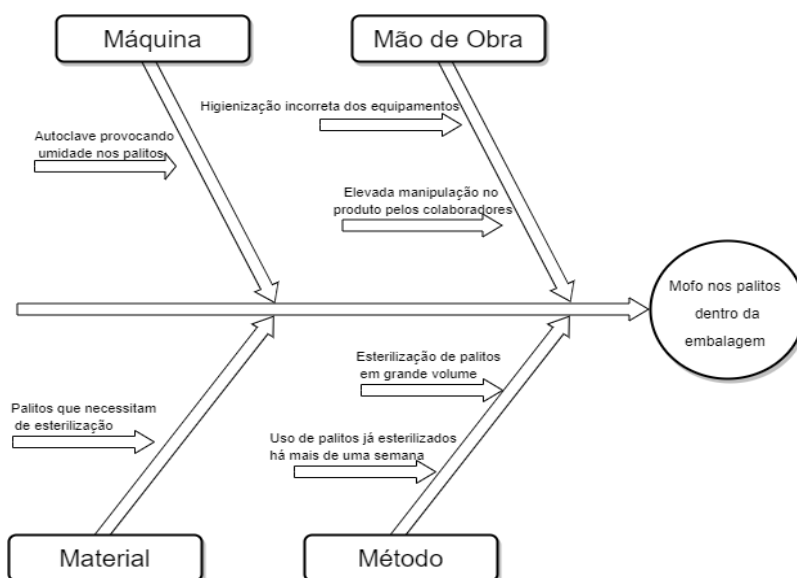 Máquina
Mão de Obra
Higienização incorreta dos equipamentos
Autoclave provocando
umidade nos palitos
Elevada manipulação no
produto pelos colaboradores
Mofo nos palitos
dentro da
embalagem
Esterilização de palitos
em grande volume
Palitos que necessitam
de esterilização
Uso de palitos já esterilizados
há mais de uma semana
Material
Método